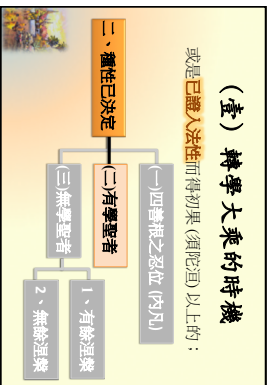 (壹) 轉學大乘的時機
或是已證入法性而得初果(須陀洹)以上的；
二、種性已決定
(一)四善根之忍位(內凡)
(二)有學聖者
(三)無學聖者
1、有餘涅槃
2、無餘涅槃